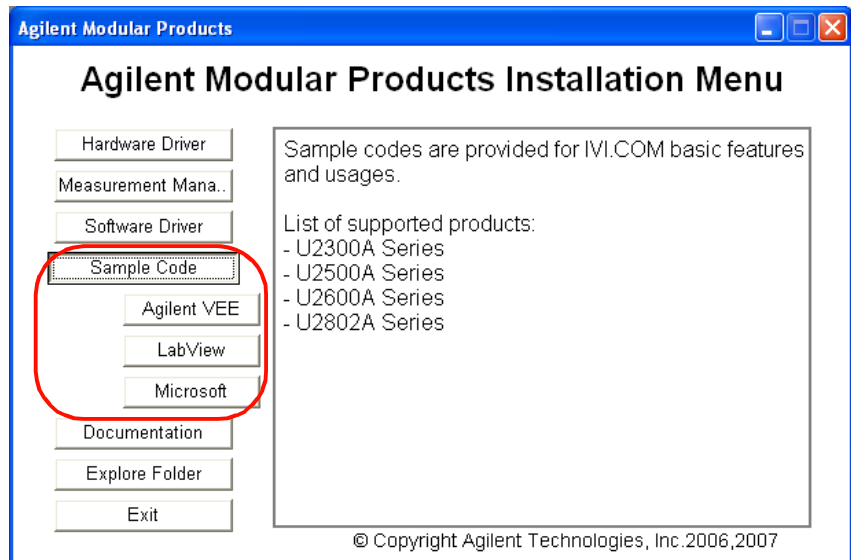 Agilent Modular Products
Agilent Modular Products Installation Menu
Hardware Driver
Measurement Mana..
Software Driver
Sample Code
Agilent VEE
LabView
Microsoft
Documentation
Explore Folder
Exit
Sample codes are provided for IVI.COM basic features
and usages.
List of supported products:
- U2300A Series
- U2500A Series
- U2600A Series
- U2802A Series
© Copyright Agilent Technologies, Inc.2006,2007